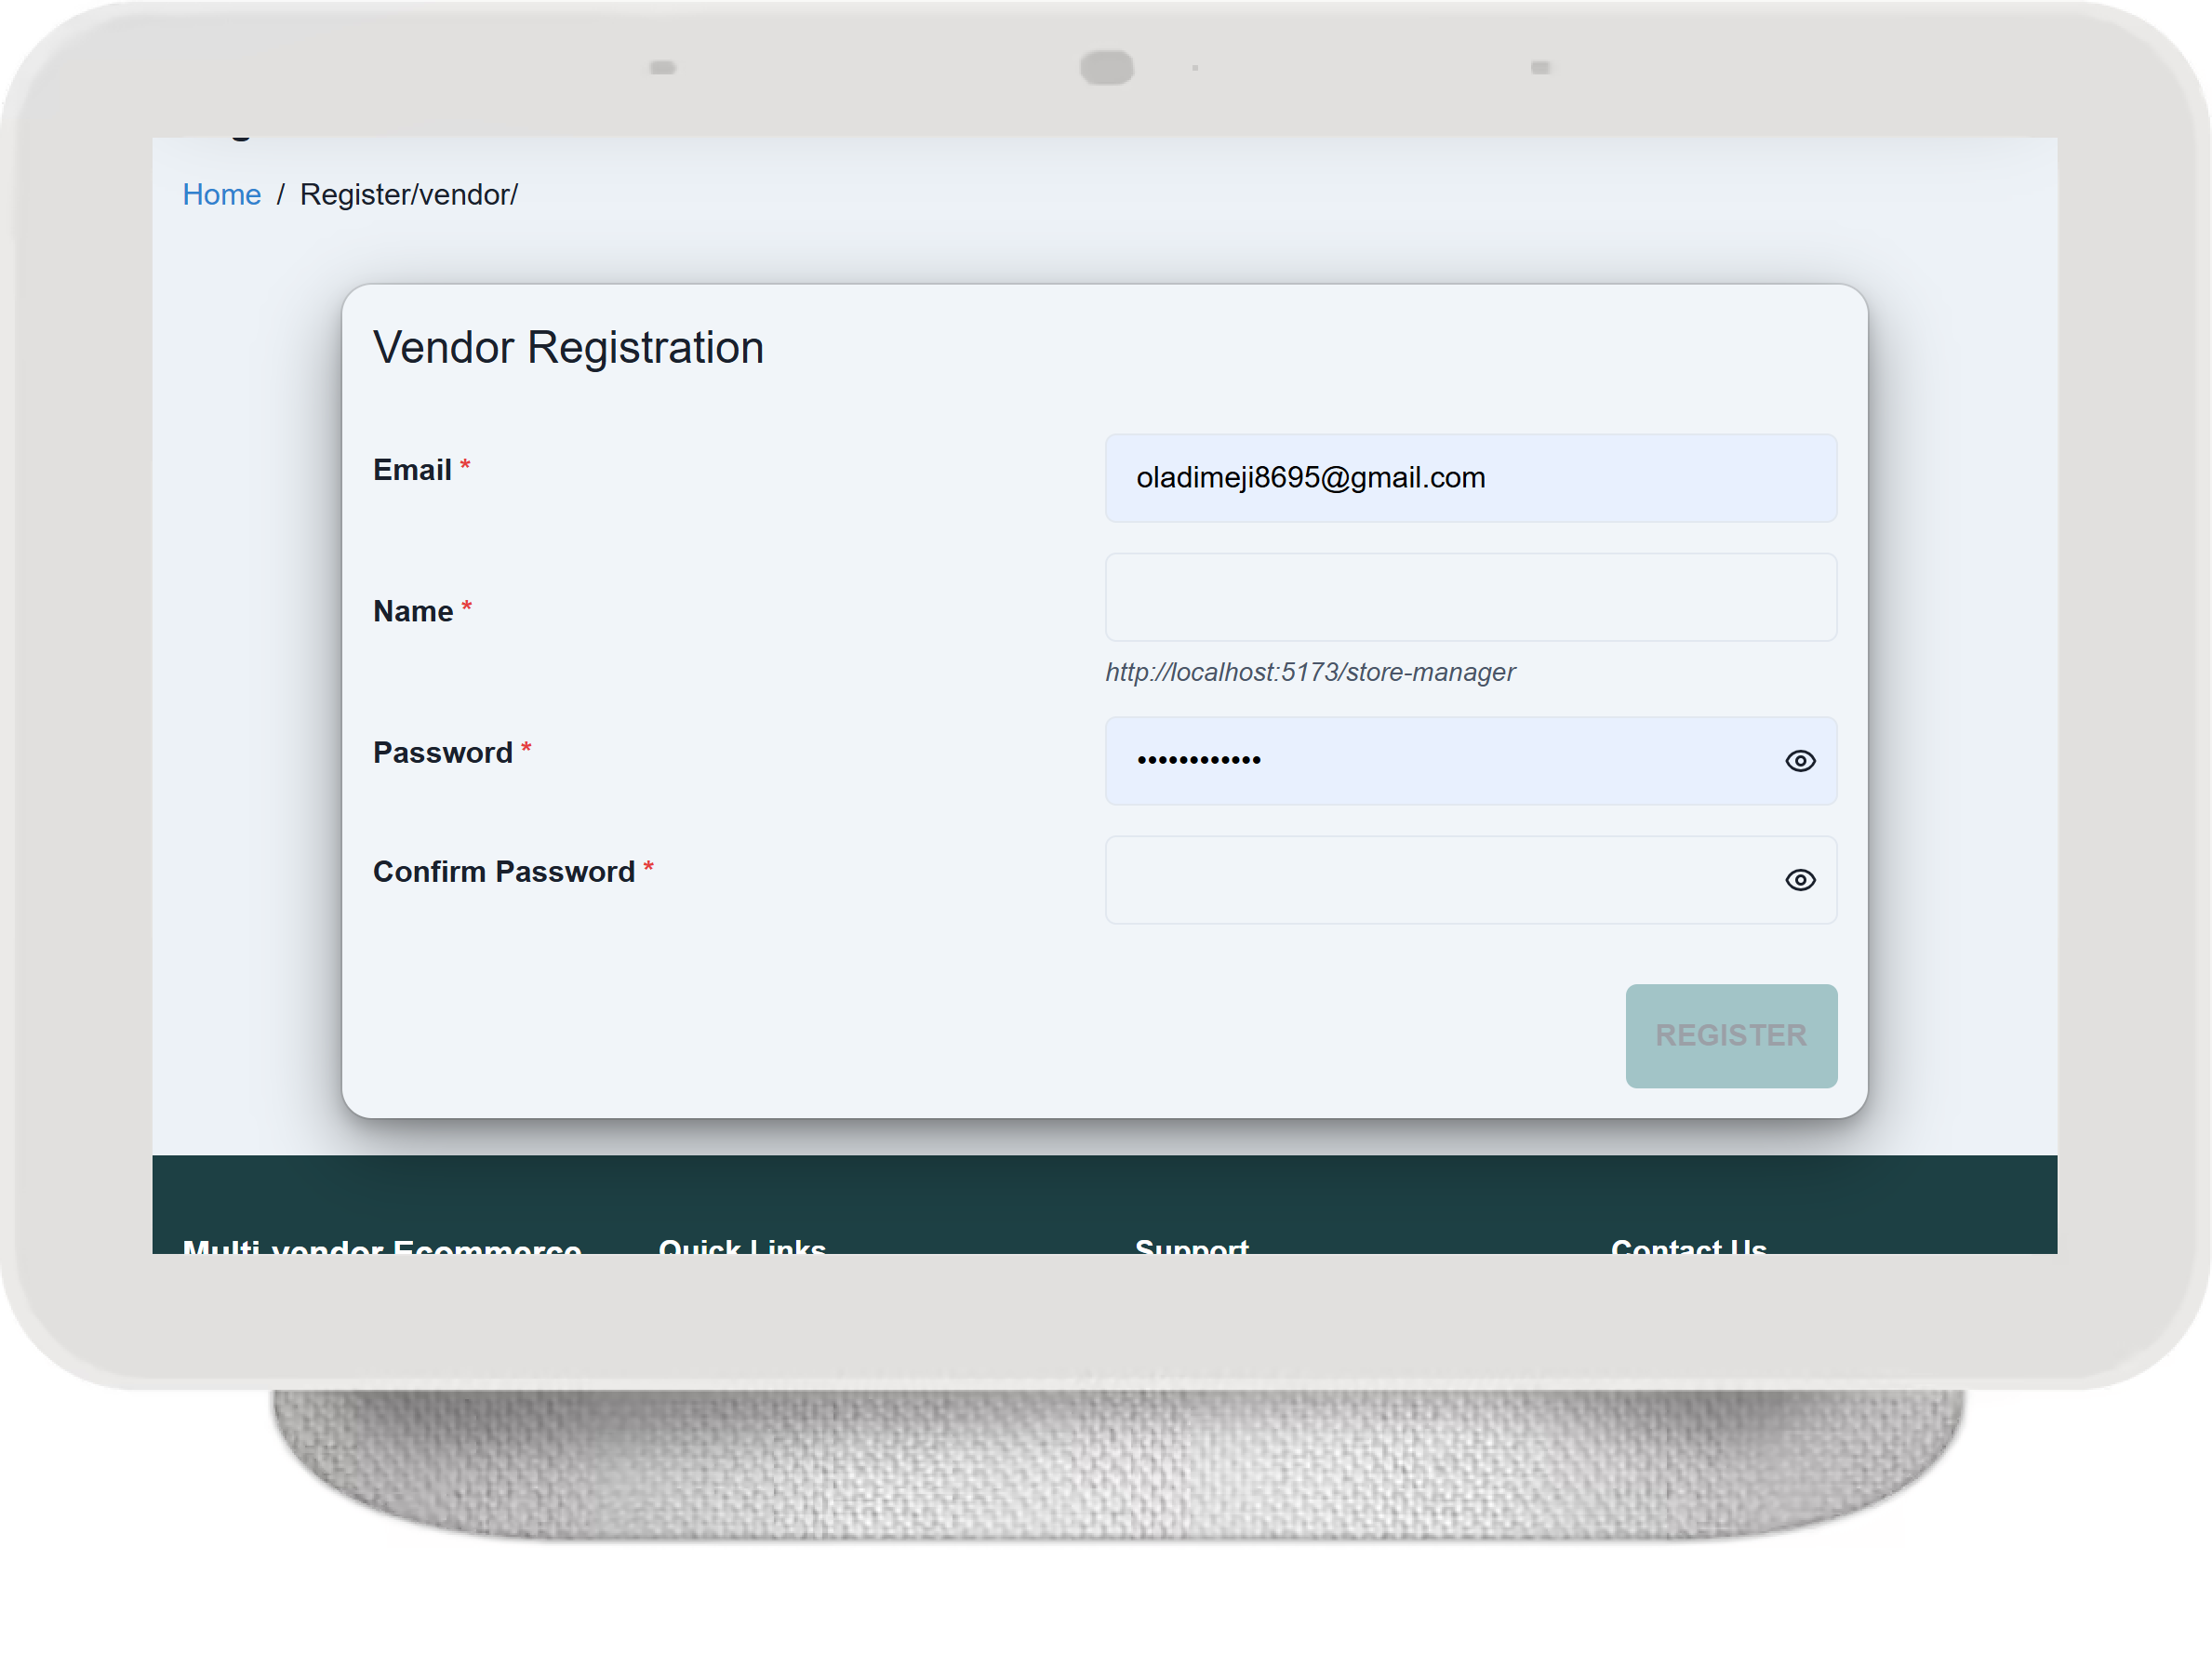 Home / Register/vendor/
Vendor Registration
Email *
oladimeji8695@gmail.com
Name *
http://localhost:5173/store-manager
Password *
••••••••••••
Confirm Password *
REGISTER
Multi vendor Ecommerce
Quick Links
Support
Contact Us